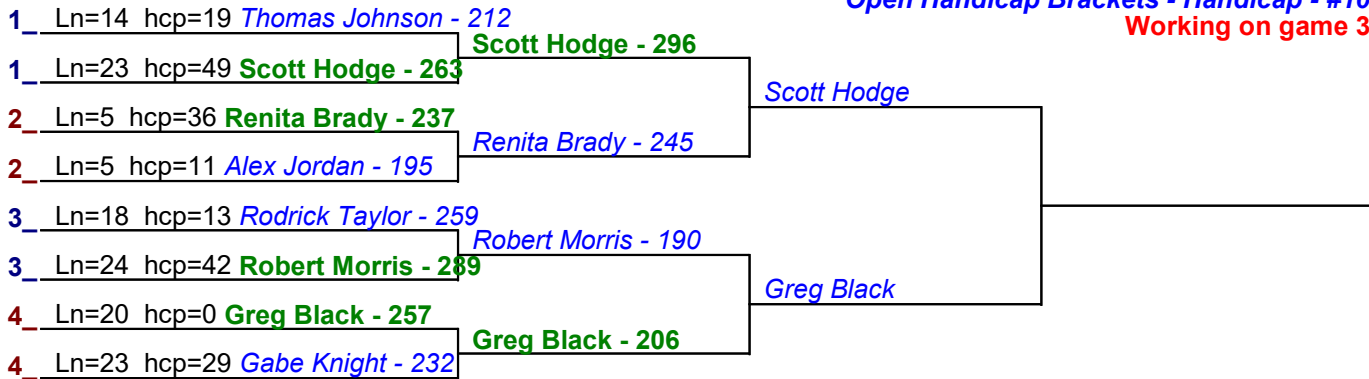 Open Handicap Brackets - Handicap - #10
Working on game 3
1_ Ln=14 hcp=19 Thomas Johnson - 212
Scott Hodge - 296
1_ Ln=23 hcp=49 Scott Hodge - 263
Scott Hodge
2_ Ln=5 hcp=36 Renita Brady - 237
Renita Brady - 245
2_ Ln=5 hcp=11 Alex Jordan - 195
3_ Ln=18 hcp=13 Rodrick Taylor - 259
Robert Morris - 190
3_ Ln=24 hcp=42 Robert Morris - 289
Greg Black
4_ Ln=20 hcp=0 Greg Black - 257
Greg Black - 206
4_ Ln=23 hcp=29 Gabe Knight - 232